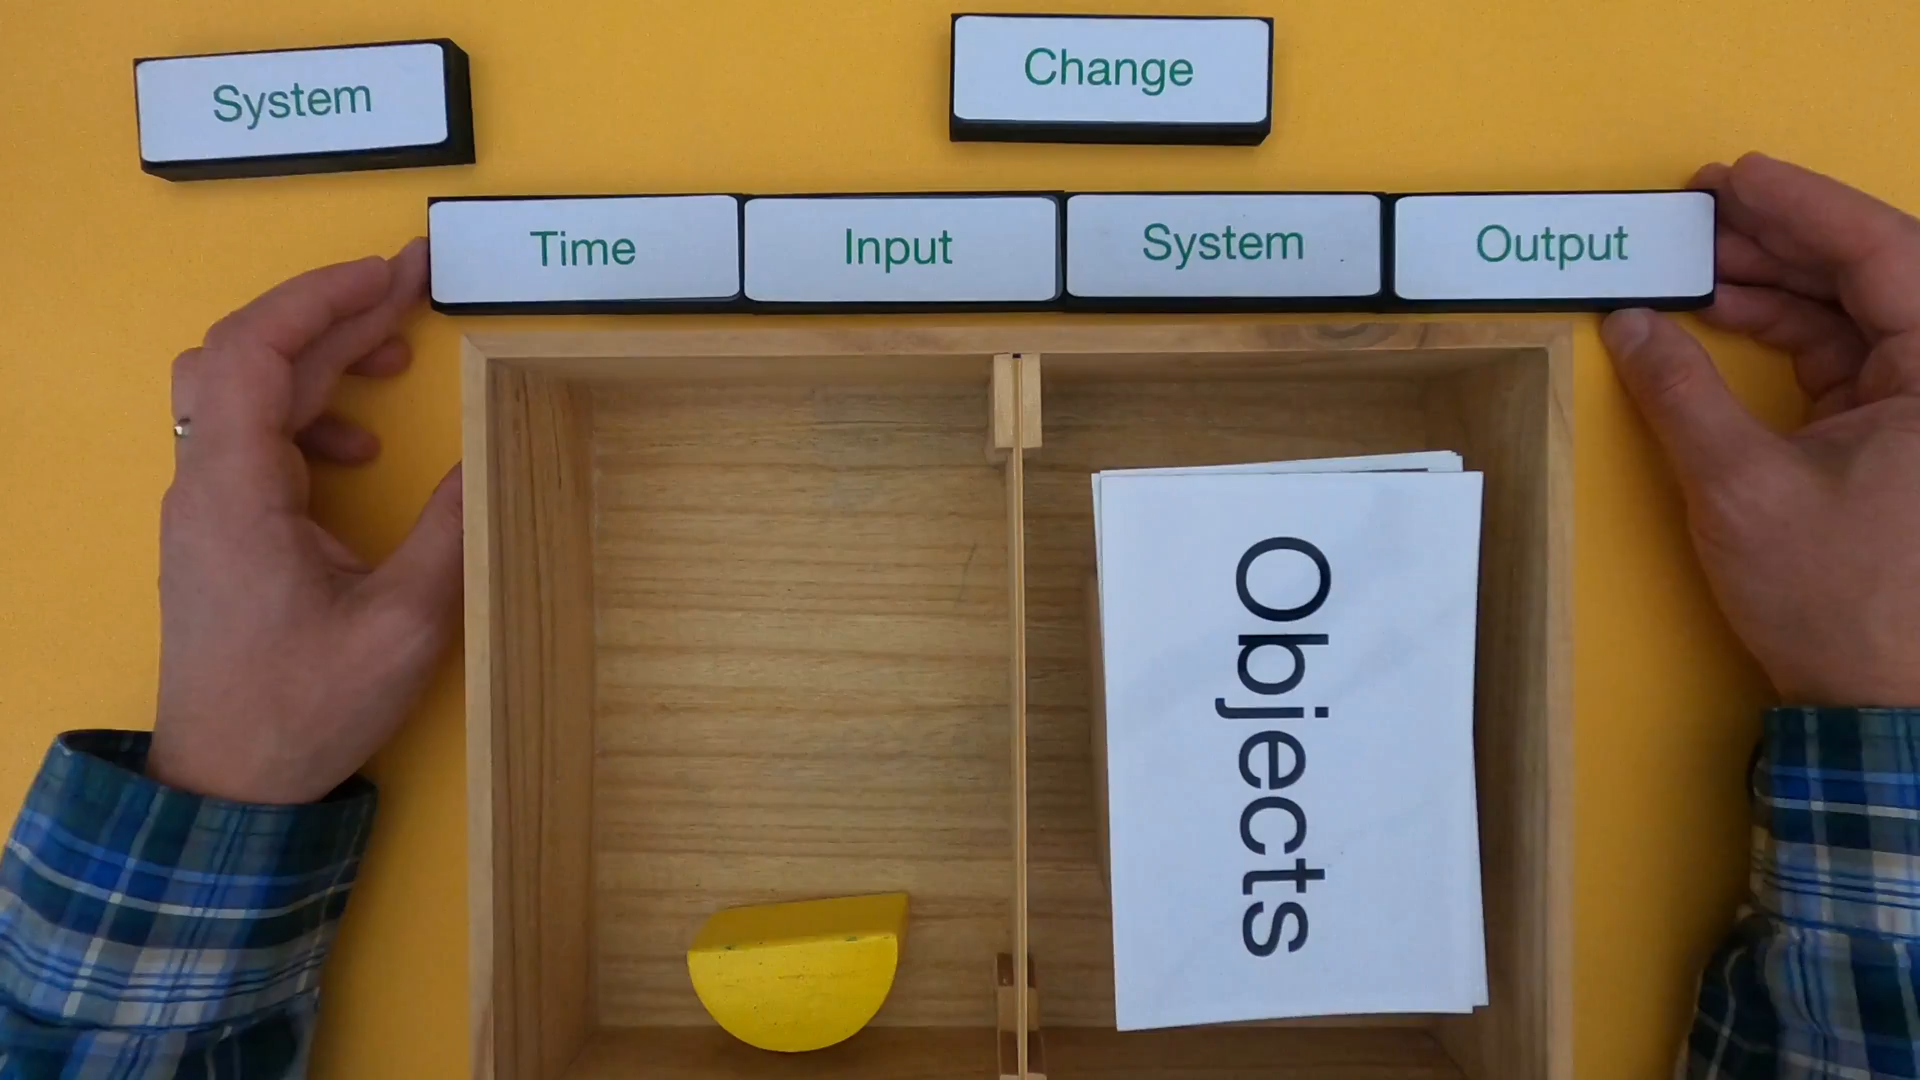 System
Change
Time
Input
System
Output
Objects